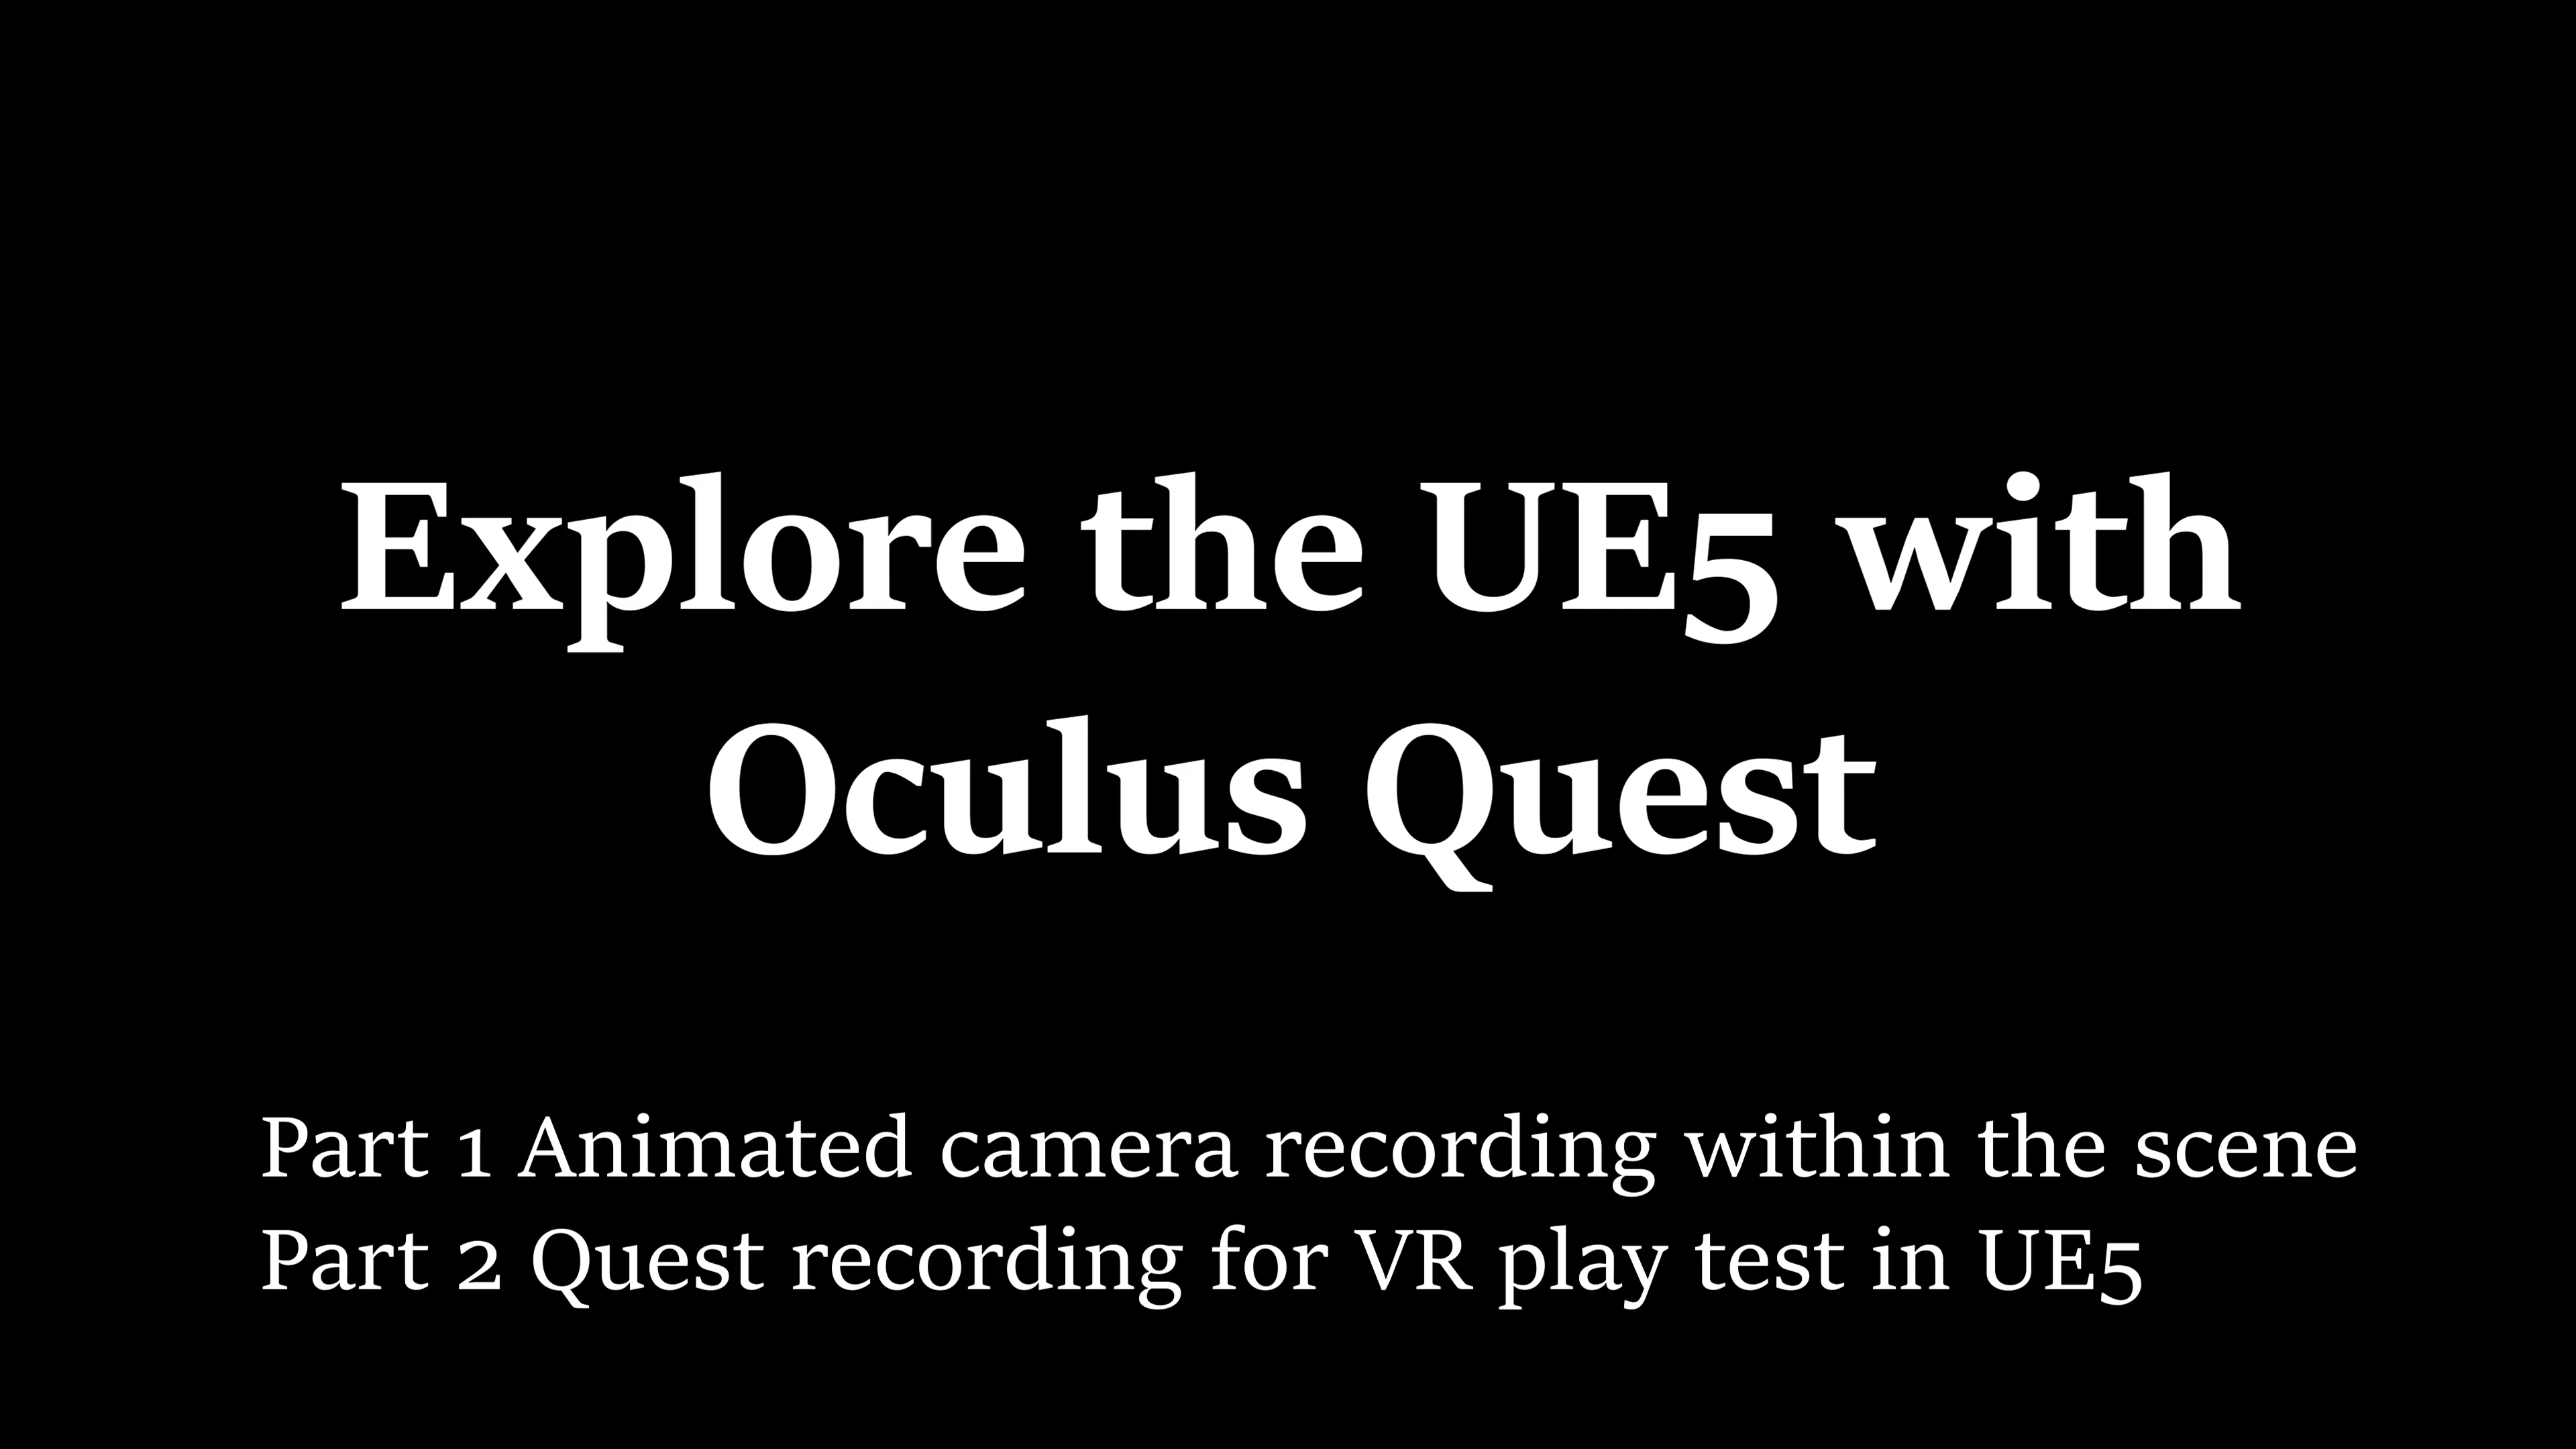 Explore the UE5 with
Oculus Quest
Part 1 Animated camera recording within the scene
Part 2 Quest recording for VR play test in UE5